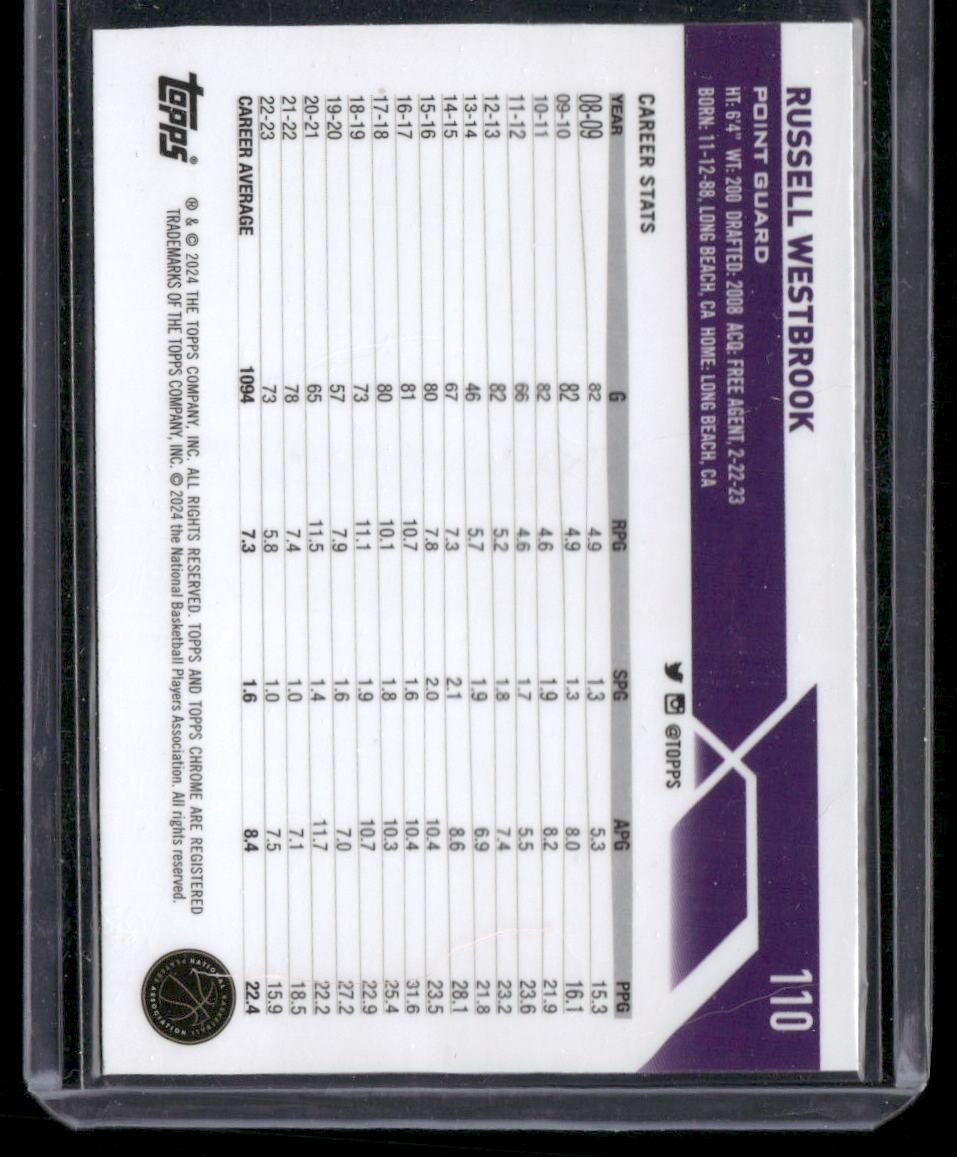 RUSSELL WESTBROOK
110
POINT GUARD
HT: 6'4" WT: 200 DRAFTED: 2008 ACQ: FREE AGENT, 2-22-23
BORN: 11-12-88, LONG BEACH, CA HOME: LONG BEACH, CA
@TOPPS
CAREER STATS
YEAR G RPG SPG APG PPG
08-09 82 4.9 1.3 5.3 15.3
09-10 82 4.9 1.3 8.0 16.1
10-11 82 4.6 1.9 8.2 21.9
11-12 66 4.6 1.7 5.5 23.6
12-13 82 5.2 1.8 7.4 23.2
13-14 46 5.7 1.9 6.9 21.8
14-15 67 7.3 2.1 8.6 28.1
15-16 80 7.8 2.0 10.4 23.5
16-17 81 10.7 1.6 10.4 31.6
17-18 80 10.1 1.8 10.3 25.4
18-19 73 11.1 1.9 10.7 22.9
19-20 57 7.9 1.6 7.0 27.2
20-21 65 11.5 1.4 11.7 22.2
21-22 78 7.4 1.0 7.1 18.5
22-23 73 5.8 1.0 7.5 15.9
CAREER AVERAGE 1094 7.3 1.6 8.4 22.4
topps®
® & © 2024 THE TOPPS COMPANY, INC. ALL RIGHTS RESERVED. TOPPS AND TOPPS CHROME ARE REGISTERED
TRADEMARKS OF THE TOPPS COMPANY, INC. © 2024 the National Basketball Players Association. All rights reserved.
NATIONAL BASKETBALL PLAYERS ASSOCIATION